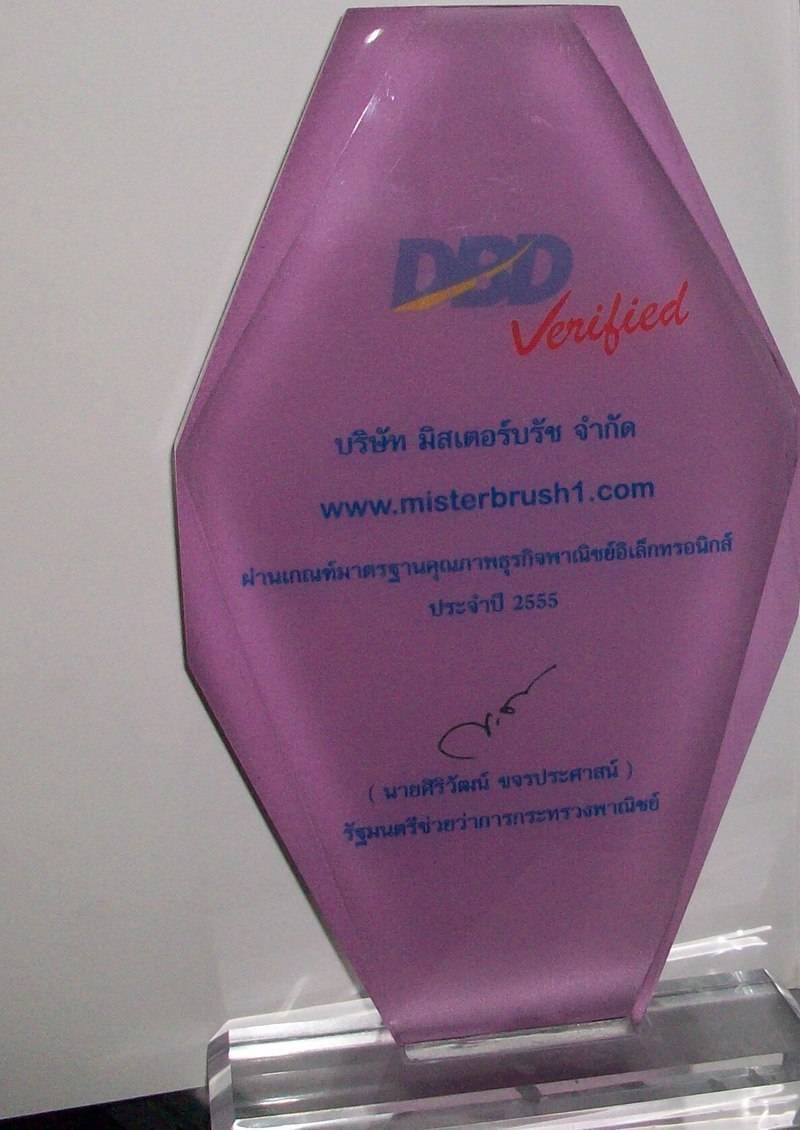 DBD
Verified
บริษัท มิสเตอร์บรัช จำกัด
www.misterbrush1.com
ผ่านเกณฑ์มาตรฐานคุณภาพธุรกิจพาณิชย์อิเล็กทรอนิกส์
ประจำปี 2555
( นายศิริวัฒน์ ขจรประศาสน์ )
รัฐมนตรีช่วยว่าการกระทรวงพาณิชย์